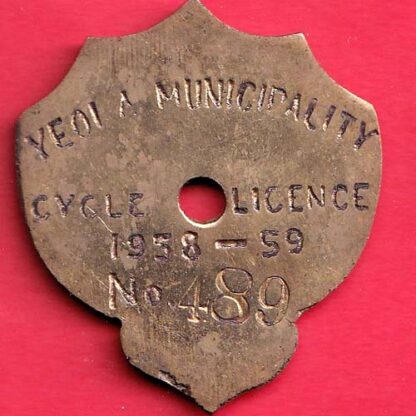 YEOLA MUNICIPALITY
CYCLE LICENCE
1958-59
No 489